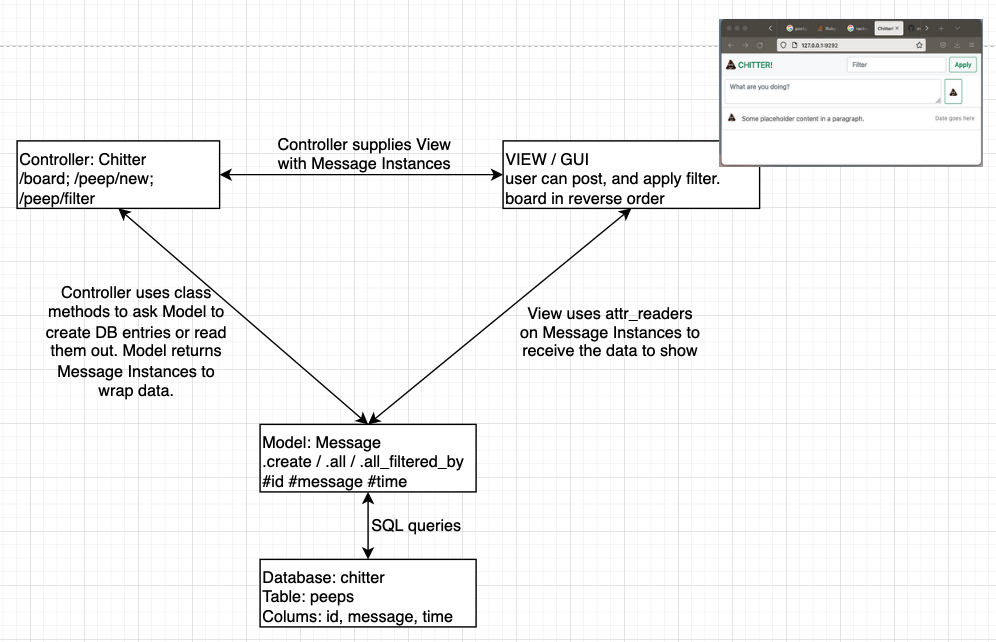 Chitter!
127.0.0.1:9292
CHITTER!
Filter
Apply
What are you doing?
Some placeholder content in a paragraph.
Date goes here
Controller supplies View
with Message Instances
Controller: Chitter
/board; /peep/new;
/peep/filter
VIEW / GUI
user can post, and apply filter.
board in reverse order
Controller uses class
methods to ask Model to
create DB entries or read
them out. Model returns
Message Instances to
wrap data.
View uses attr_readers
on Message Instances to
receive the data to show
Model: Message
.create / .all / .all_filtered_by
#id #message #time
SQL queries
Database: chitter
Table: peeps
Colums: id, message, time